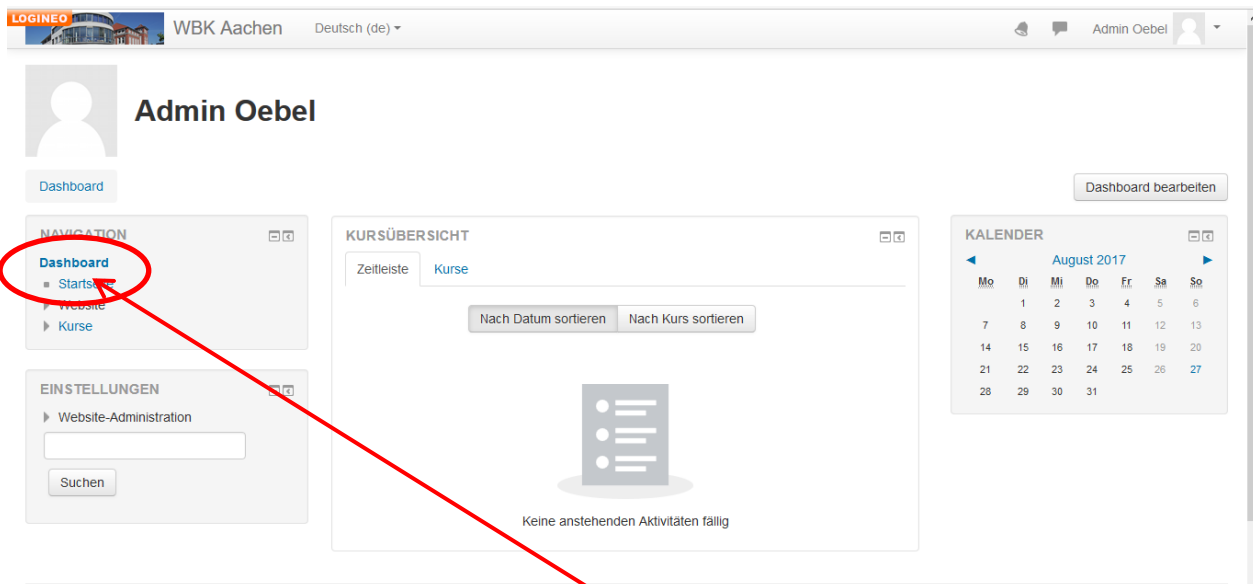 LOGINEO
WBK Aachen Deutsch (de) Admin Oebel
Admin Oebel
Dashboard
Dashboard bearbeiten
NAVIGATION
Dashboard
Startseite
Website
Kurse
EINSTELLUNGEN
Website-Administration
Suchen
KURSÜBERSICHT
Zeitleiste Kurse
Nach Datum sortieren Nach Kurs sortieren
Keine anstehenden Aktivitäten fällig
KALENDER
August 2017
Mo Di Mi Do Fr Sa So
1 2 3 4 5 6
7 8 9 10 11 12 13
14 15 16 17 18 19 20
21 22 23 24 25 26 27
28 29 30 31